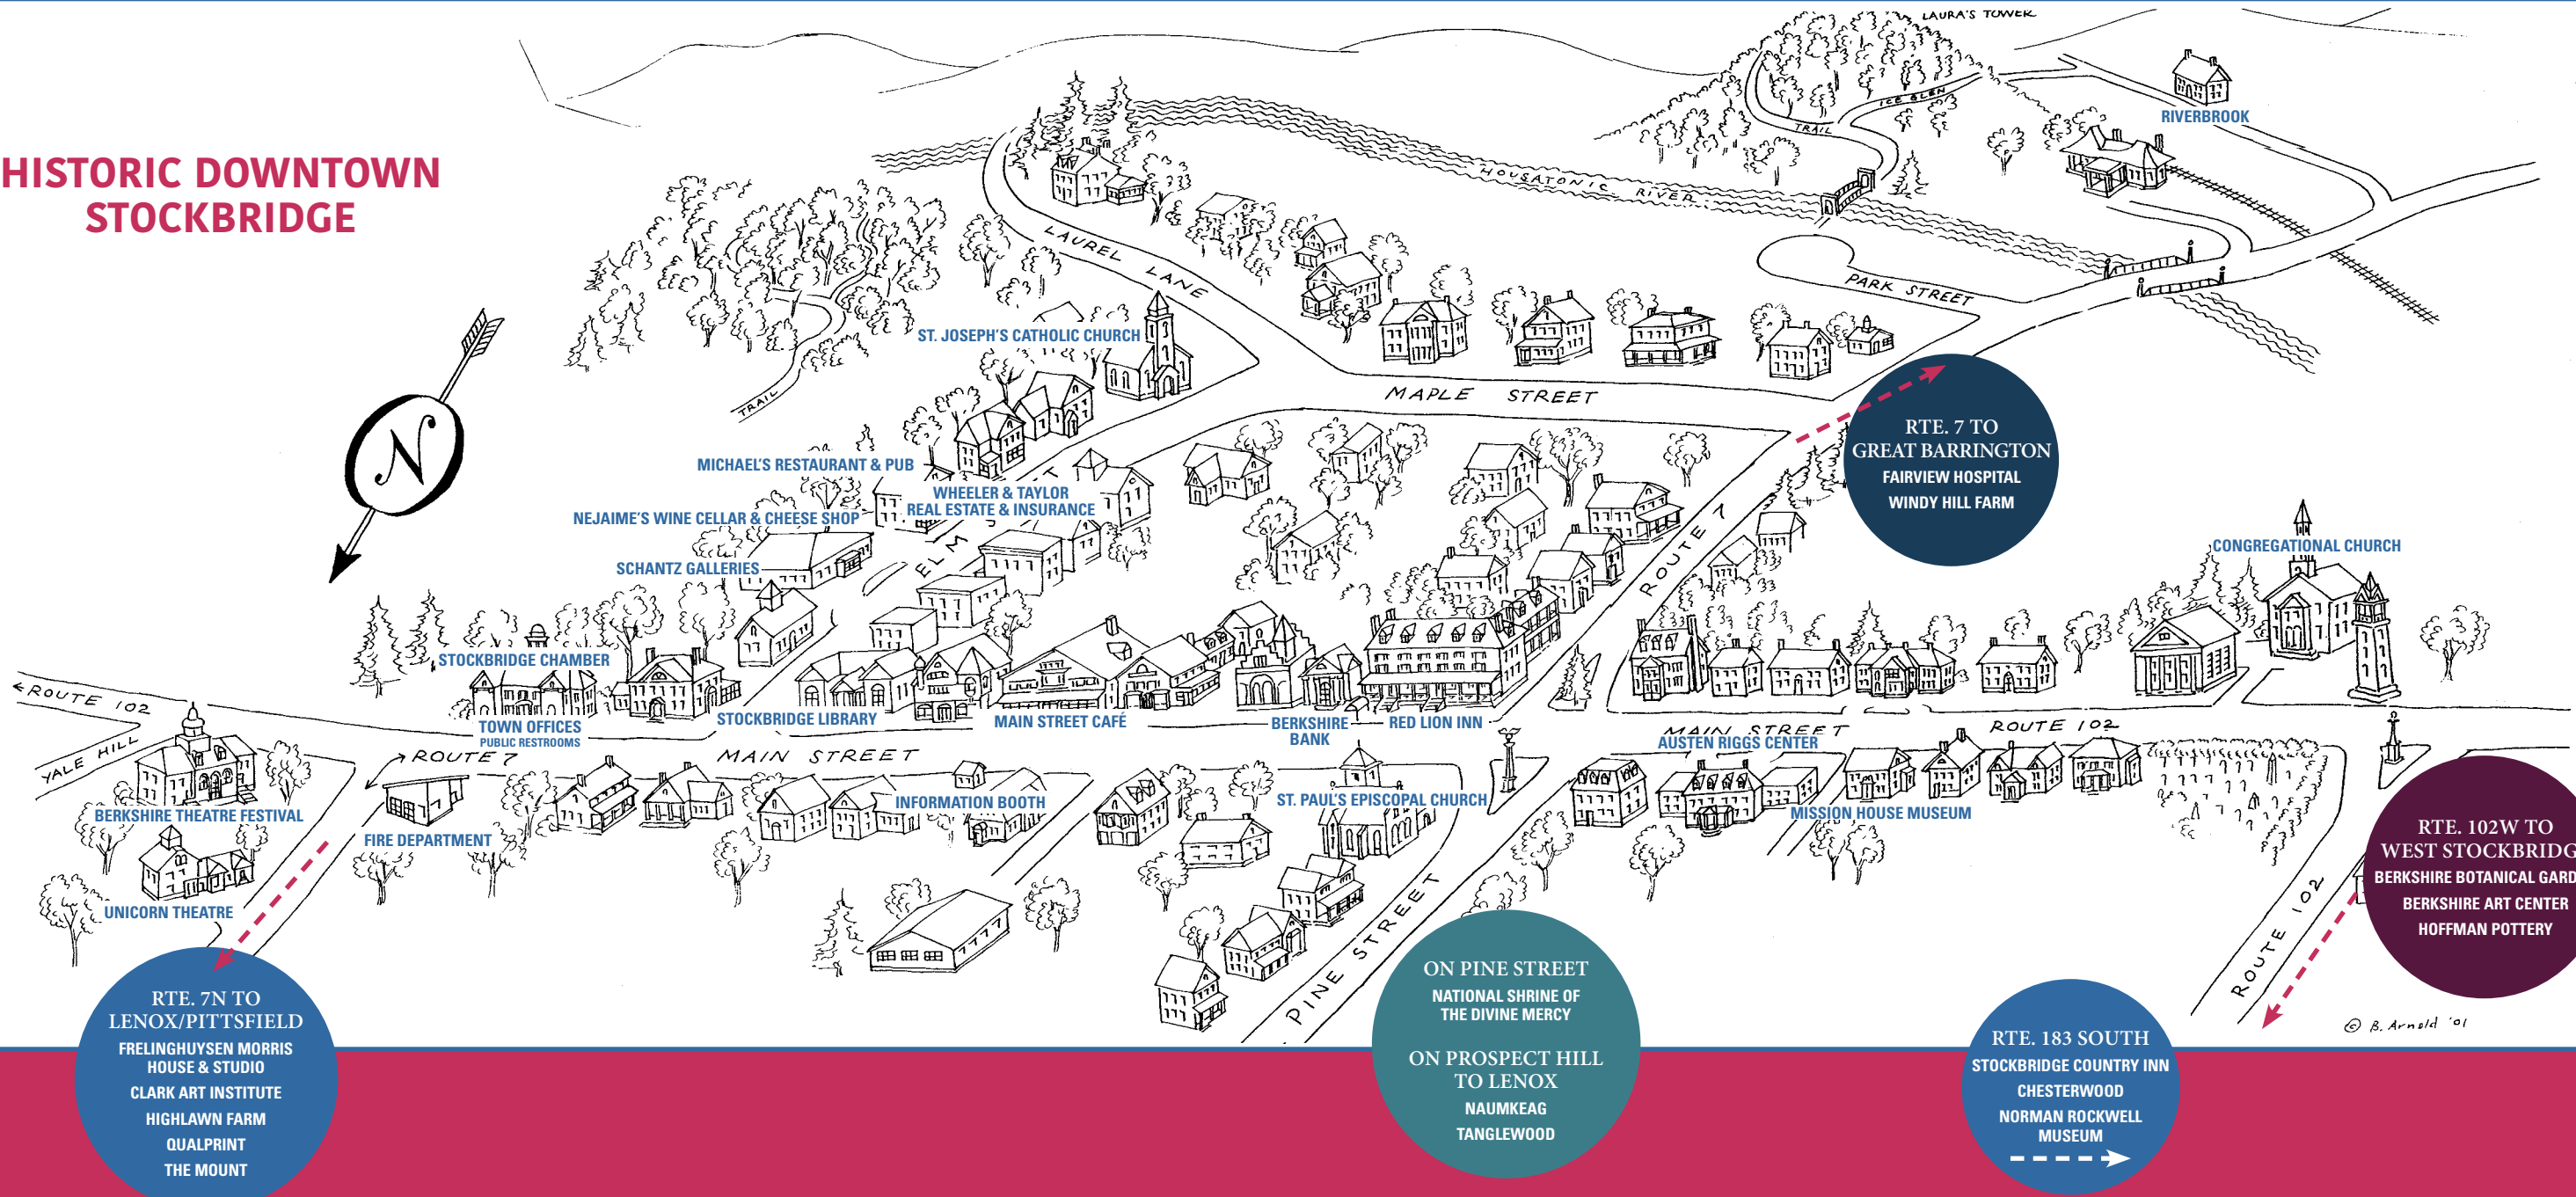 LAURA'S TOWER
HISTORIC DOWNTOWN
STOCKBRIDGE
ICE GLEN
TRAIL
RIVERBROOK
HOUSATONIC RIVER
LAUREL LANE
PARK STREET
ST. JOSEPH'S CATHOLIC CHURCH
TRAIL
MAPLE STREET
N
RTE. 7 TO
GREAT BARRINGTON
FAIRVIEW HOSPITAL
WINDY HILL FARM
MICHAEL'S RESTAURANT & PUB
WHEELER & TAYLOR
REAL ESTATE & INSURANCE
NEJAIME'S WINE CELLAR & CHEESE SHOP
SCHANTZ GALLERIES
ELM
T
ROUTE 7
CONGREGATIONAL CHURCH
STOCKBRIDGE CHAMBER
ROUTE 102
YALE HILL
TOWN OFFICES
PUBLIC RESTROOMS
STOCKBRIDGE LIBRARY
MAIN STREET CAFÉ
BERKSHIRE
BANK
RED LION INN
ROUTE 7
MAIN STREET
MAIN STREET
ROUTE 102
AUSTEN RIGGS CENTER
BERKSHIRE THEATRE FESTIVAL
FIRE DEPARTMENT
INFORMATION BOOTH
ST. PAUL'S EPISCOPAL CHURCH
MISSION HOUSE MUSEUM
UNICORN THEATRE
PINE STREET
ROUTE 102
RTE. 102W TO
WEST STOCKBRIDG
BERKSHIRE BOTANICAL GARD
BERKSHIRE ART CENTER
HOFFMAN POTTERY
© B. Arnold '01
RTE. 7N TO
LENOX/PITTSFIELD
FRELINGHUYSEN MORRIS
HOUSE & STUDIO
CLARK ART INSTITUTE
HIGHLAWN FARM
QUALPRINT
THE MOUNT
ON PINE STREET
NATIONAL SHRINE OF
THE DIVINE MERCY
ON PROSPECT HILL
TO LENOX
NAUMKEAG
TANGLEWOOD
RTE. 183 SOUTH
STOCKBRIDGE COUNTRY INN
CHESTERWOOD
NORMAN ROCKWELL
MUSEUM